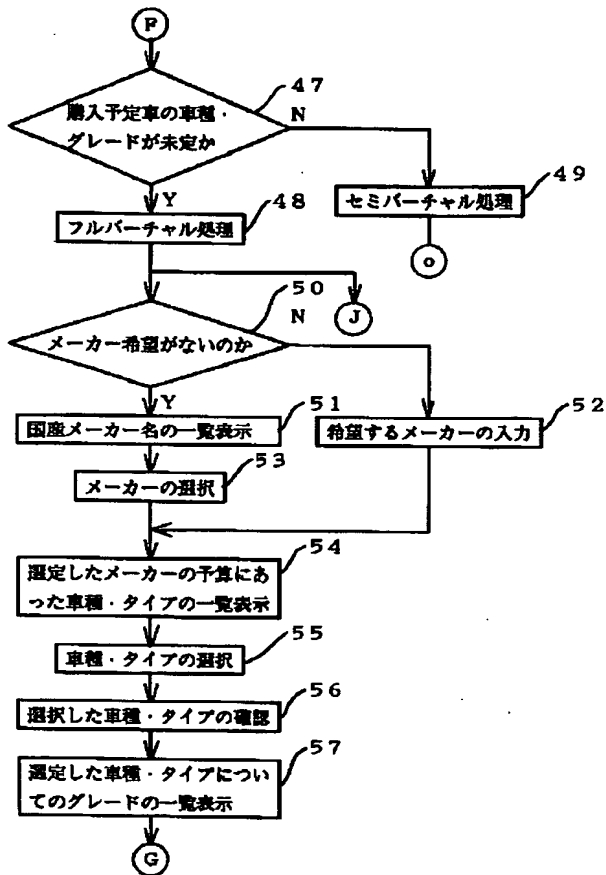 F
47
購入予定車の車種・
グレードが未定か
N
Y
48
フルバーチャル処理
49
セミバーチャル処理
o
J
50
メーカー希望がないのか
N
Y
51
国産メーカー名の一覧表示
52
希望するメーカーの入力
53
メーカーの選択
54
選定したメーカーの予算にあ
った車種・タイプの一覧表示
55
車種・タイプの選択
56
選択した車種・タイプの確認
57
選定した車種・タイプについ
てのグレードの一覧表示
G